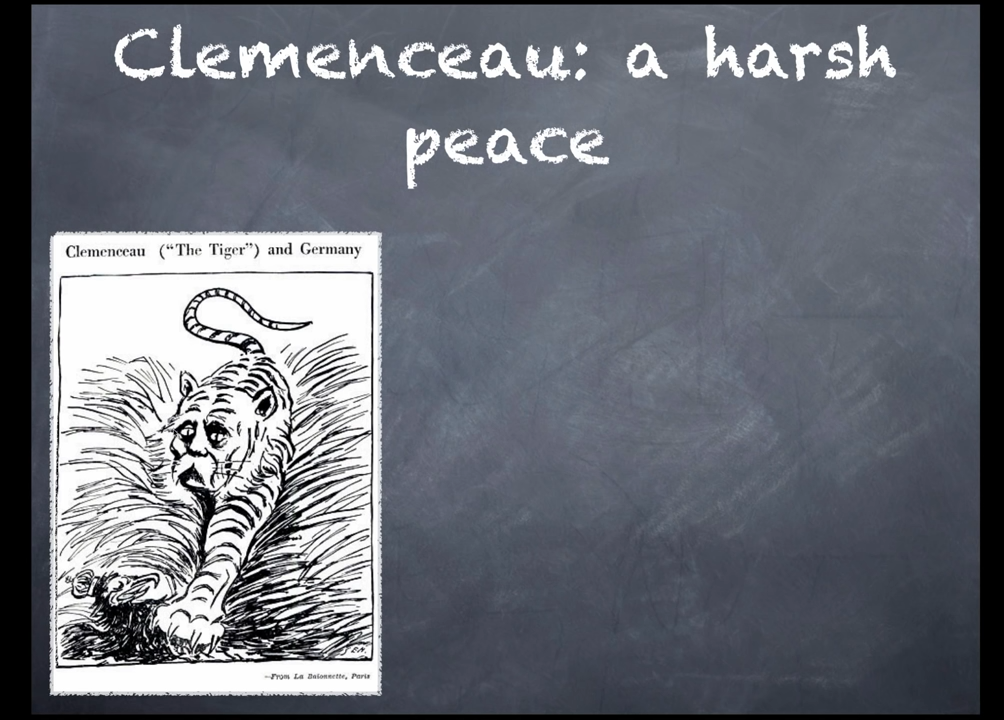 Clemenceau: a harsh
peace
Clemenceau ("The Tiger") and Germany
E.N.
—From La Baionnette, Paris